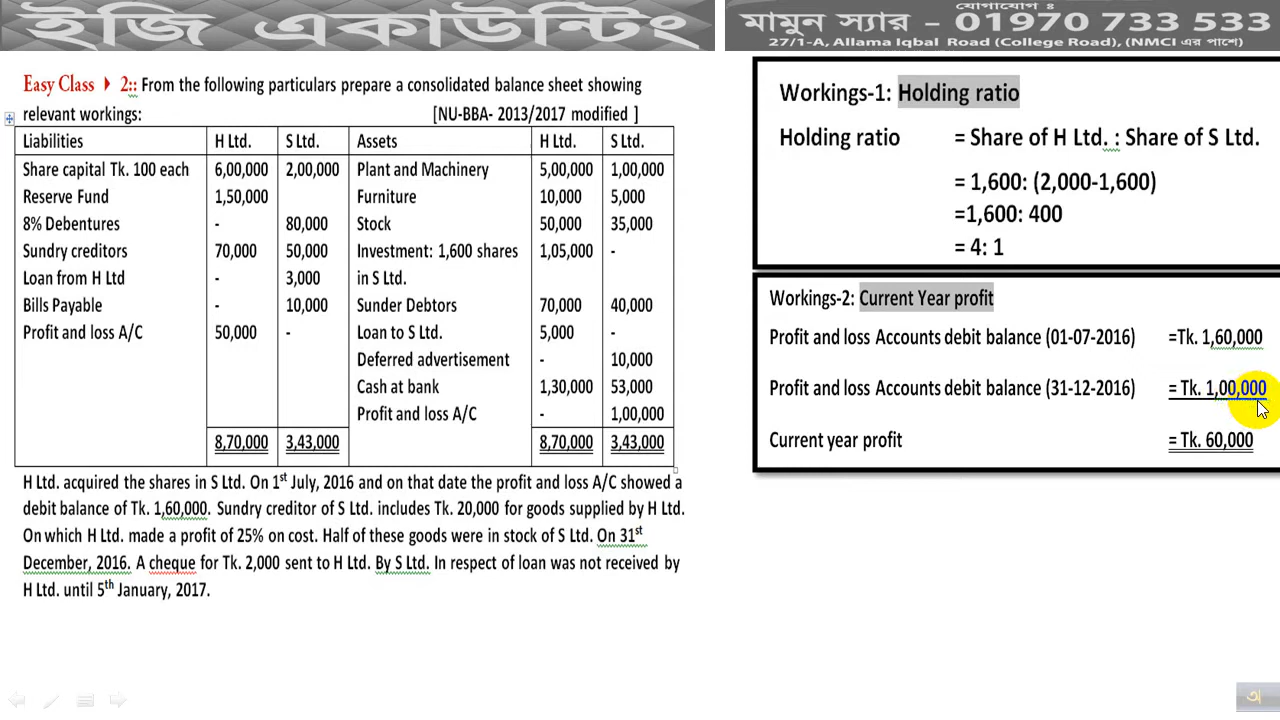 ইজি একাউন্টিং
যোগাযোগ ঃ
মামুন স্যার – 01970 733 533
27/1-A, Allama Iqbal Road (College Road), (NMCI এর পাশে)
Easy Class 2:: From the following particulars prepare a consolidated balance sheet showing
relevant workings: [NU-BBA- 2013/2017 modified ]
Liabilities H Ltd. S Ltd. Assets H Ltd. S Ltd.
Share capital Tk. 100 each 6,00,000 2,00,000 Plant and Machinery 5,00,000 1,00,000
Reserve Fund 1,50,000 Furniture 10,000 5,000
8% Debentures - 80,000 Stock 50,000 35,000
Sundry creditors 70,000 50,000 Investment: 1,600 shares 1,05,000 -
Loan from H Ltd - 3,000 in S Ltd.
Bills Payable - 10,000 Sunder Debtors 70,000 40,000
Profit and loss A/C 50,000 - Loan to S Ltd. 5,000 -
Deferred advertisement - 10,000
Cash at bank 1,30,000 53,000
Profit and loss A/C - 1,00,000
8,70,000 3,43,000 8,70,000 3,43,000
H Ltd. acquired the shares in S Ltd. On 1st July, 2016 and on that date the profit and loss A/C showed a
debit balance of Tk. 1,60,000. Sundry creditor of S Ltd. includes Tk. 20,000 for goods supplied by H Ltd.
On which H Ltd. made a profit of 25% on cost. Half of these goods were in stock of S Ltd. On 31st
December, 2016. A cheque for Tk. 2,000 sent to H Ltd. By S Ltd. In respect of loan was not received by
H Ltd. until 5th January, 2017.
Workings-1: Holding ratio
Holding ratio = Share of H Ltd. : Share of S Ltd.
= 1,600: (2,000-1,600)
=1,600: 400
= 4: 1
Workings-2: Current Year profit
Profit and loss Accounts debit balance (01-07-2016) =Tk. 1,60,000
Profit and loss Accounts debit balance (31-12-2016) = Tk. 1,00,000
Current year profit = Tk. 60,000
অ